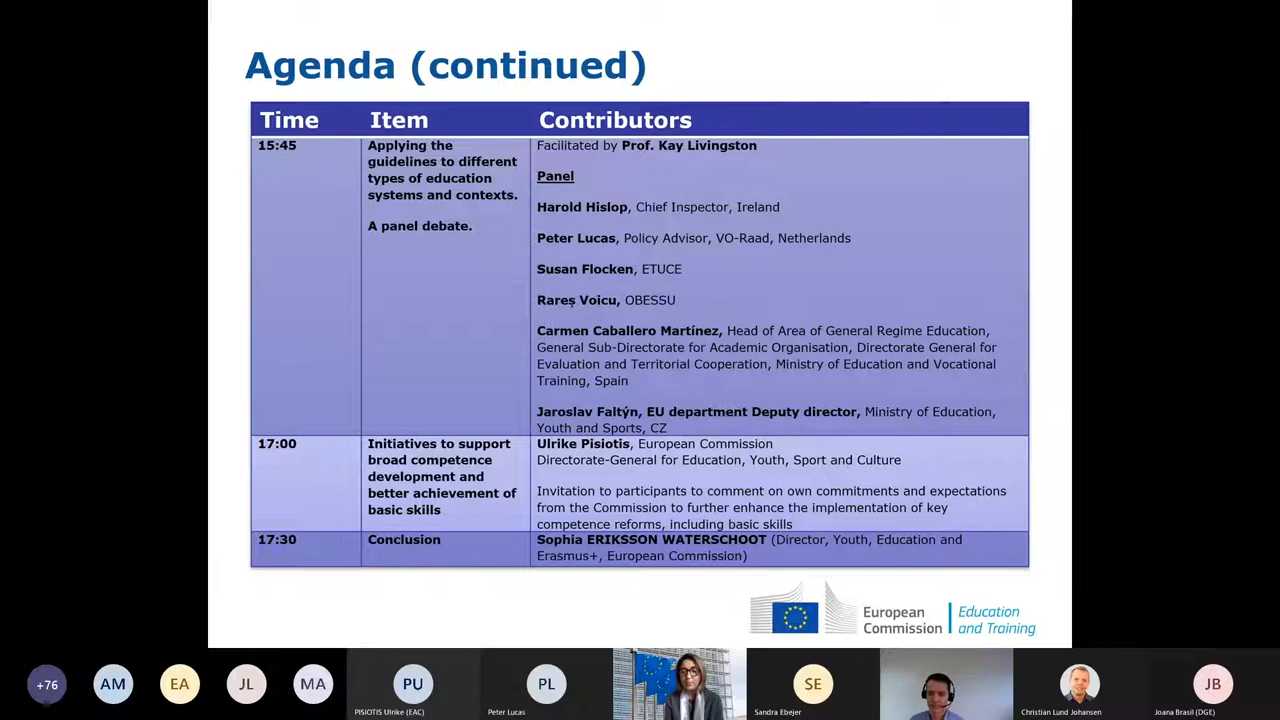 Agenda (continued)
Time Item Contributors
15:45
Applying the
guidelines to different
types of education
systems and contexts.
A panel debate.
Facilitated by Prof. Kay Livingston
Panel
Harold Hislop, Chief Inspector, Ireland
Peter Lucas, Policy Advisor, VO-Raad, Netherlands
Susan Flocken, ETUCE
Rareș Voicu, OBESSU
Carmen Caballero Martínez, Head of Area of General Regime Education,
General Sub-Directorate for Academic Organisation, Directorate General for
Evaluation and Territorial Cooperation, Ministry of Education and Vocational
Training, Spain
Jaroslav Faltýn, EU department Deputy director, Ministry of Education,
Youth and Sports, CZ
17:00
Initiatives to support
broad competence
development and
better achievement of
basic skills
Ulrike Pisiotis, European Commission
Directorate-General for Education, Youth, Sport and Culture
Invitation to participants to comment on own commitments and expectations
from the Commission to further enhance the implementation of key
competence reforms, including basic skills
17:30
Conclusion
Sophia ERIKSSON WATERSCHOOT (Director, Youth, Education and
Erasmus+, European Commission)
European
Commission
Education
and Training
+76
AM
EA
JL
MA
PU
PISIOTIS Ulrike (EAC)
PL
Peter Lucas
SE
Sandra Ebejer
Christian Lund Johansen
JB
Joana Brasil (DGE)